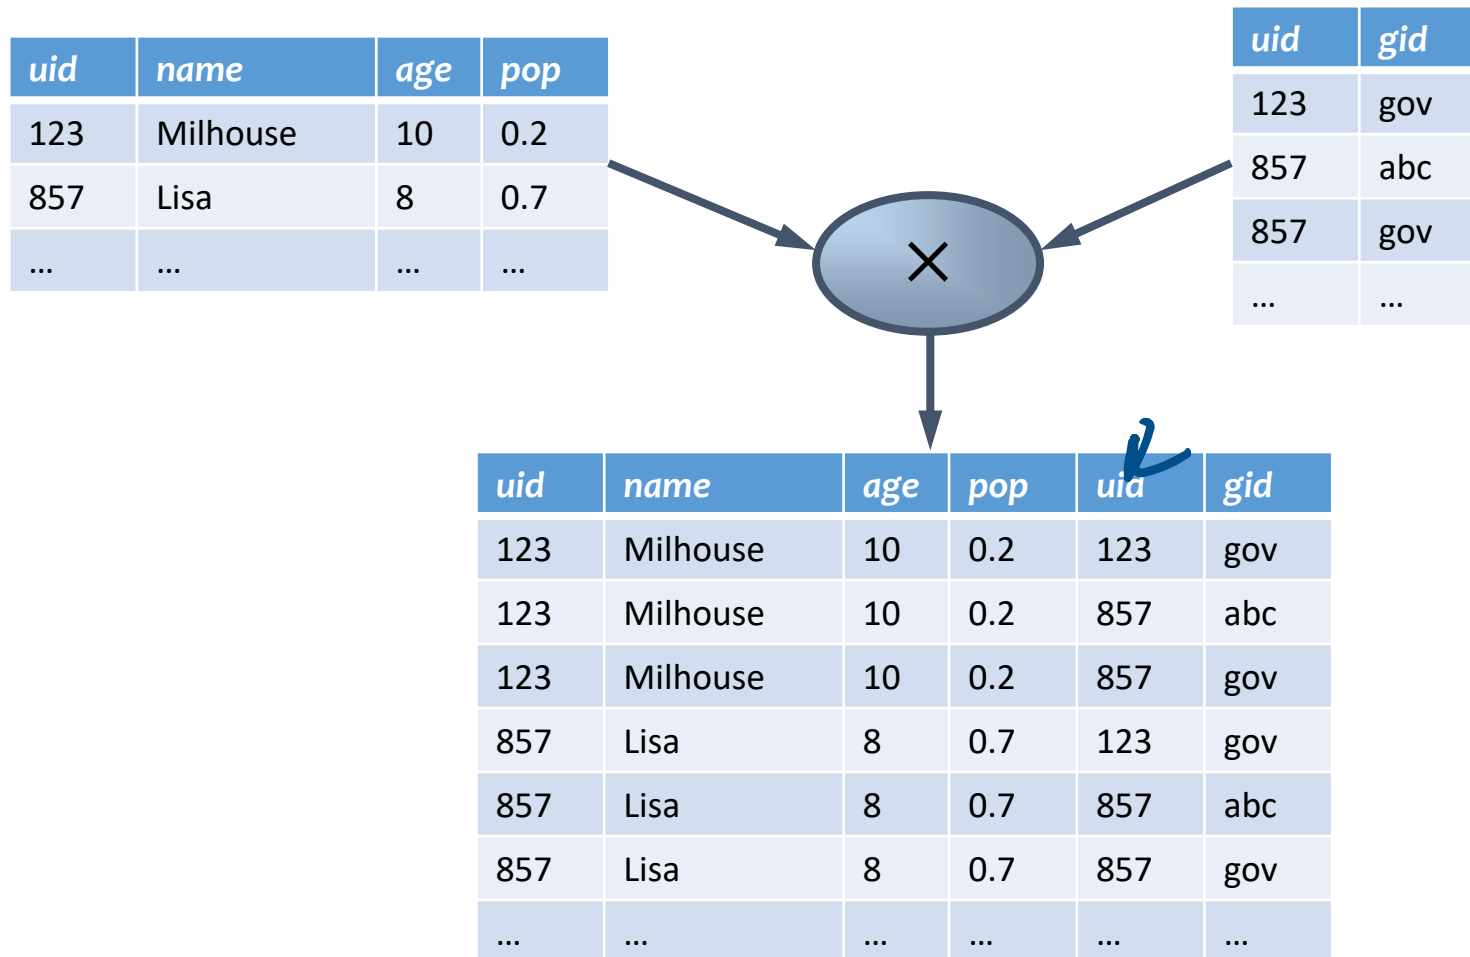 uid name age pop
123 Milhouse 10 0.2
857 Lisa 8 0.7
... ... ... ...
uid gid
123 gov
857 abc
857 gov
... ...
×
uid name age pop uid gid
123 Milhouse 10 0.2 123 gov
123 Milhouse 10 0.2 857 abc
123 Milhouse 10 0.2 857 gov
857 Lisa 8 0.7 123 gov
857 Lisa 8 0.7 857 abc
857 Lisa 8 0.7 857 gov
... ... ... ... ... ...